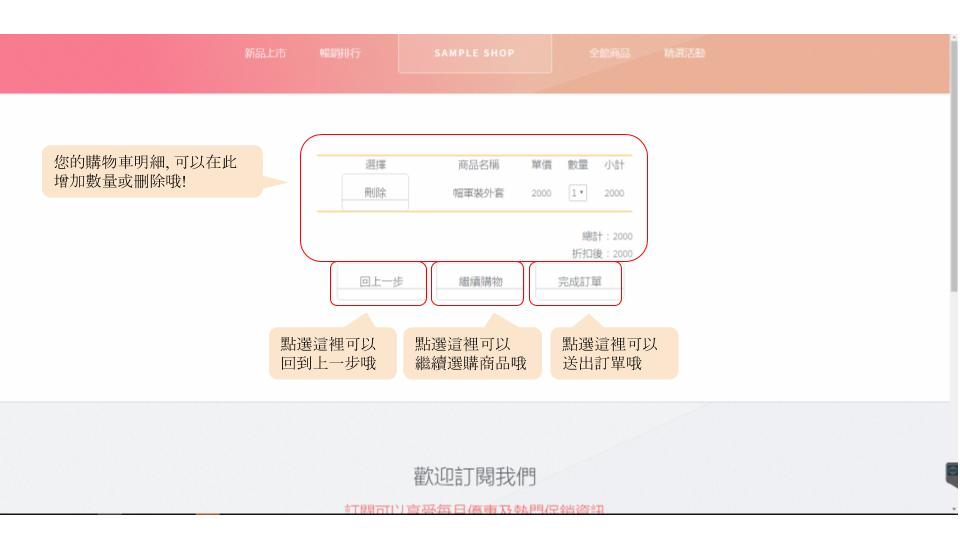 新品上市 暢銷排行 SAMPLE SHOP 全館商品 精選活動
您的購物車明細, 可以在此
增加數量或刪除哦!
選擇 商品名稱 單價 數量 小計
刪除 帽軍裝外套 2000 1 2000
總計：2000
折扣後：2000
回上一步 繼續購物 完成訂單
點選這裡可以
回到上一步哦
點選這裡可以
繼續選購商品哦
點選這裡可以
送出訂單哦
歡迎訂閱我們
訂閱可以享受每月優惠及熱門促銷資訊